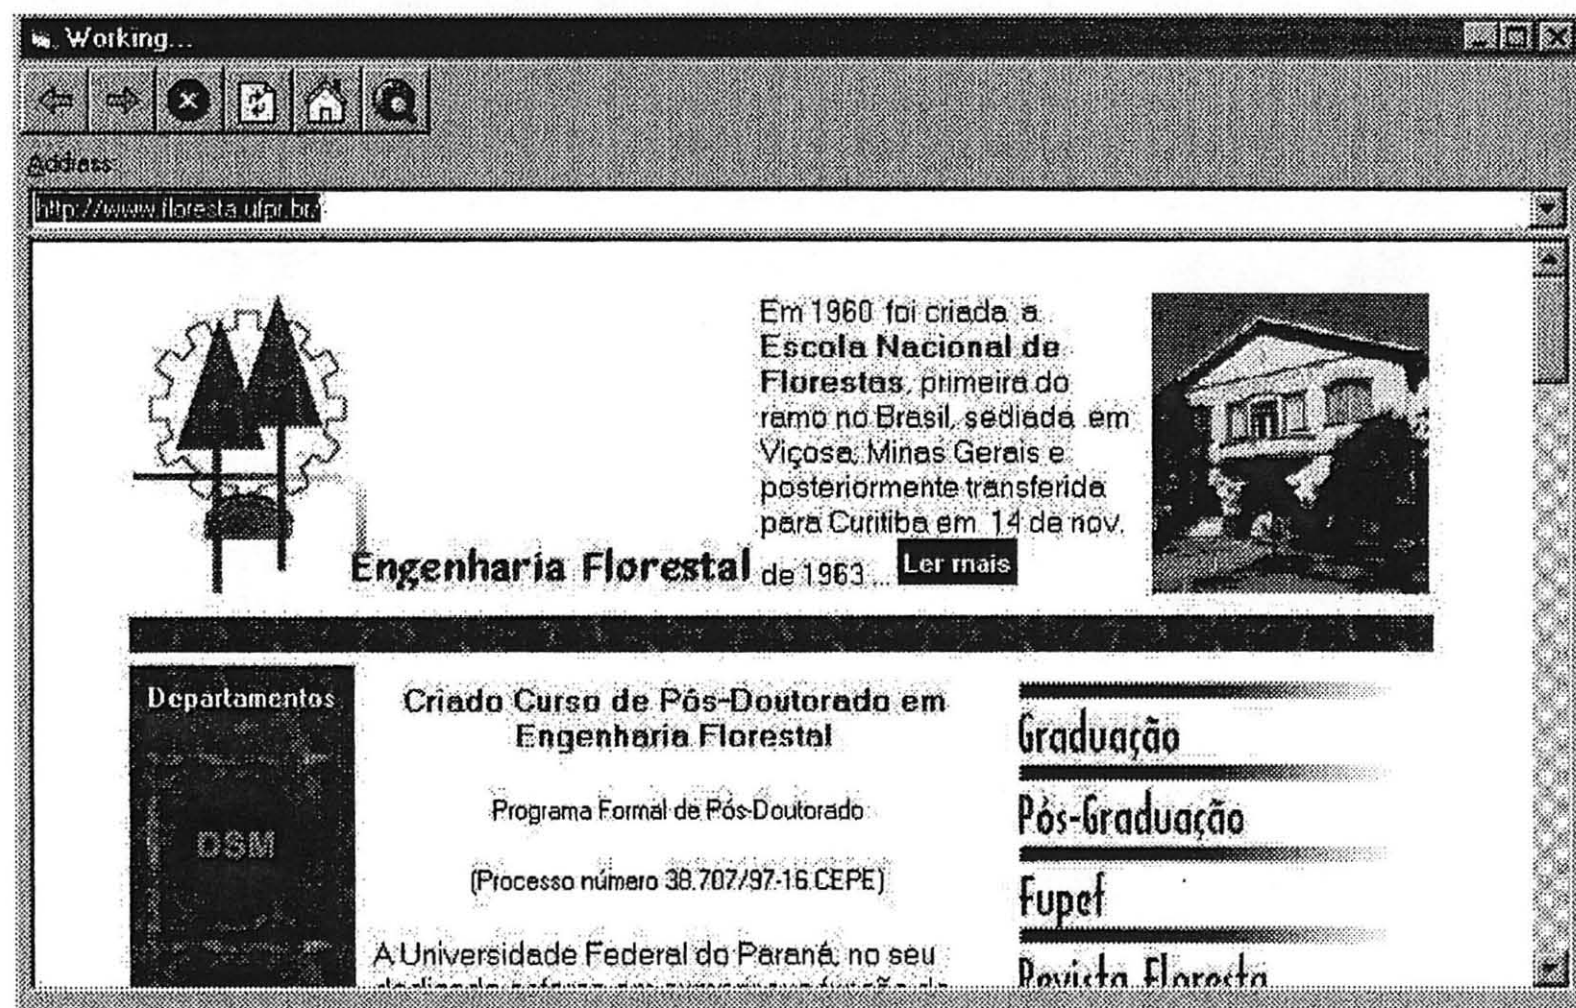 Working...
Address:
http://www.floresta.ufpr.br/
Em 1960 foi criada a
Escola Nacional de
Florestas, primeira do
ramo no Brasil, sediada em
Viçosa, Minas Gerais e
posteriormente transferida
para Curitiba em 14 de nov.
de 1963 ... Ler mais
Engenharia Florestal
Departamentos
DSM
Criado Curso de Pós-Doutorado em
Engenharia Florestal
Programa Formal de Pós-Doutorado
(Processo número 38.707/97-16 CEPE)
A Universidade Federal do Paraná, no seu
Graduação
Pós-Graduação
Fupef
Revista Floresta